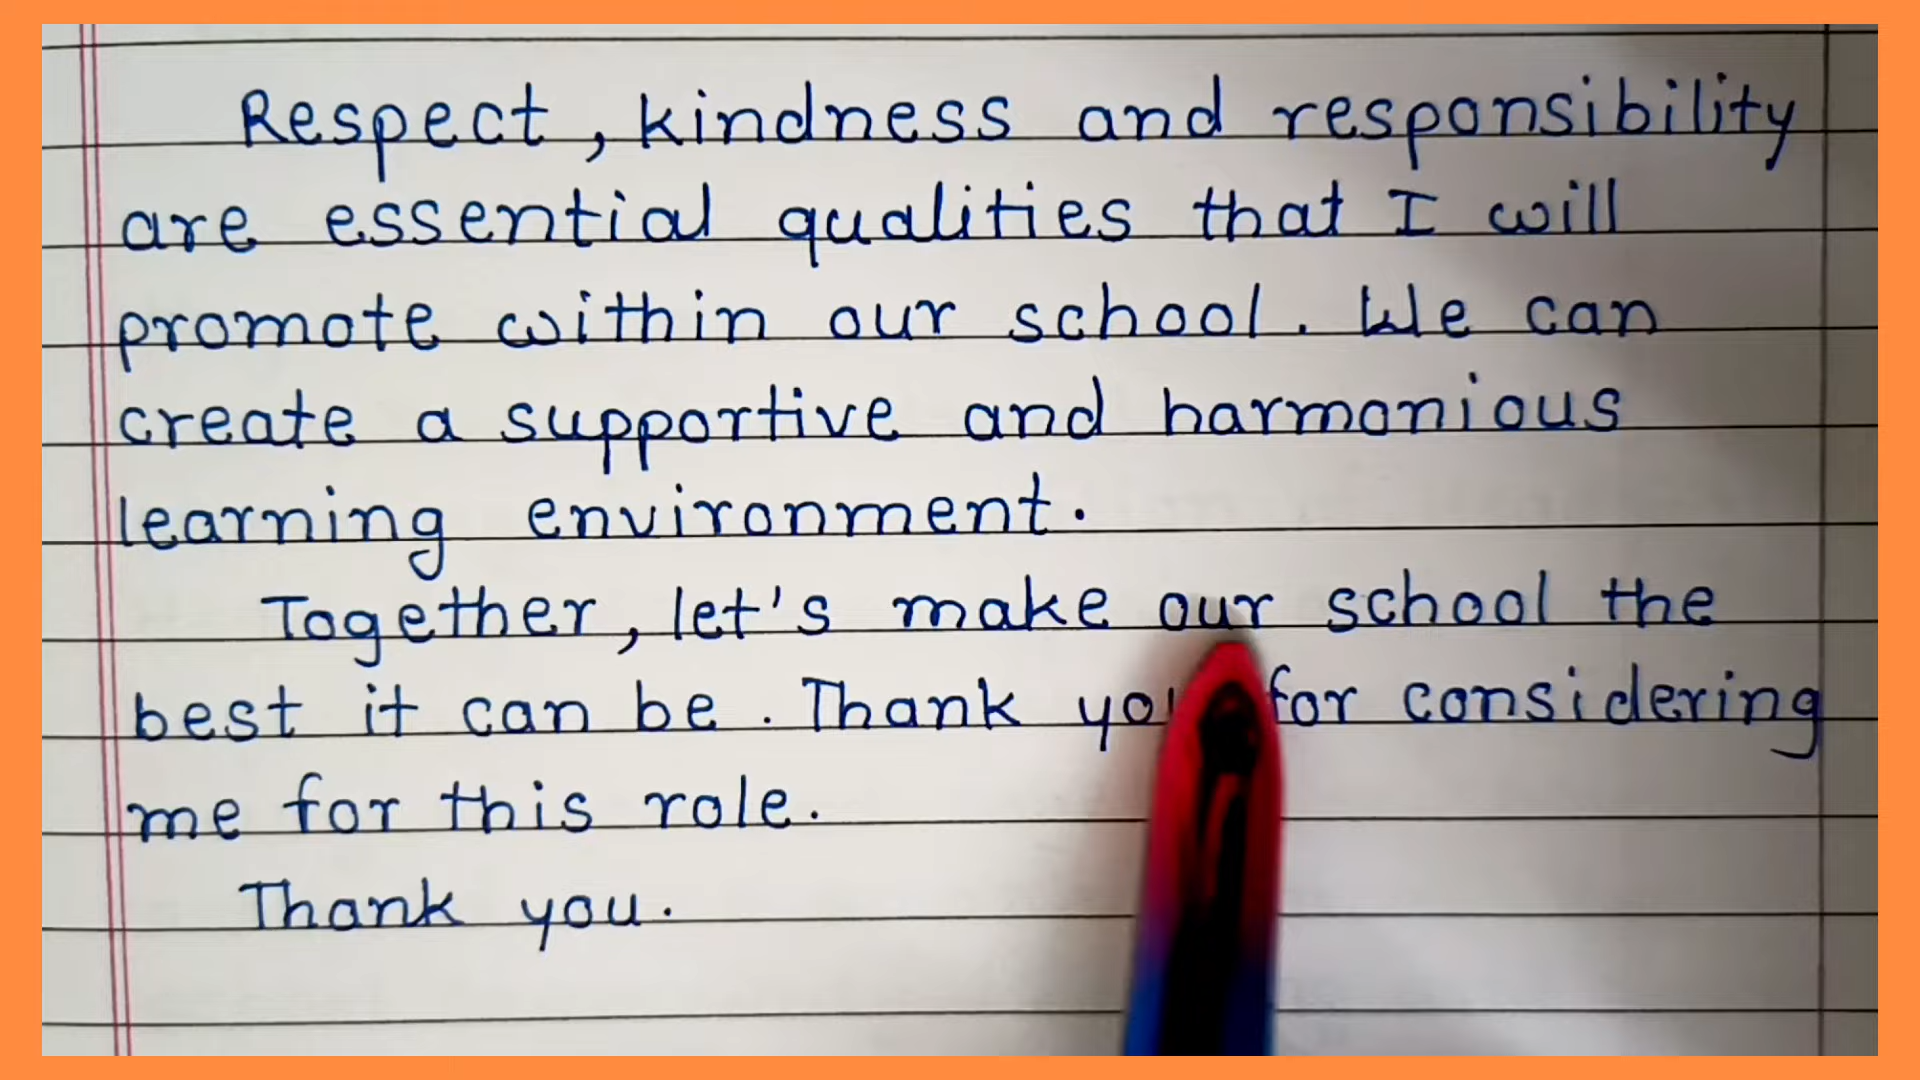 Respect, kindness and responsibility
are essential qualities that I will
promote within our school. We can
create a supportive and harmonious
learning environment.
Together, let's make our school the
best it can be. Thank you for considering
me for this role.
Thank you.